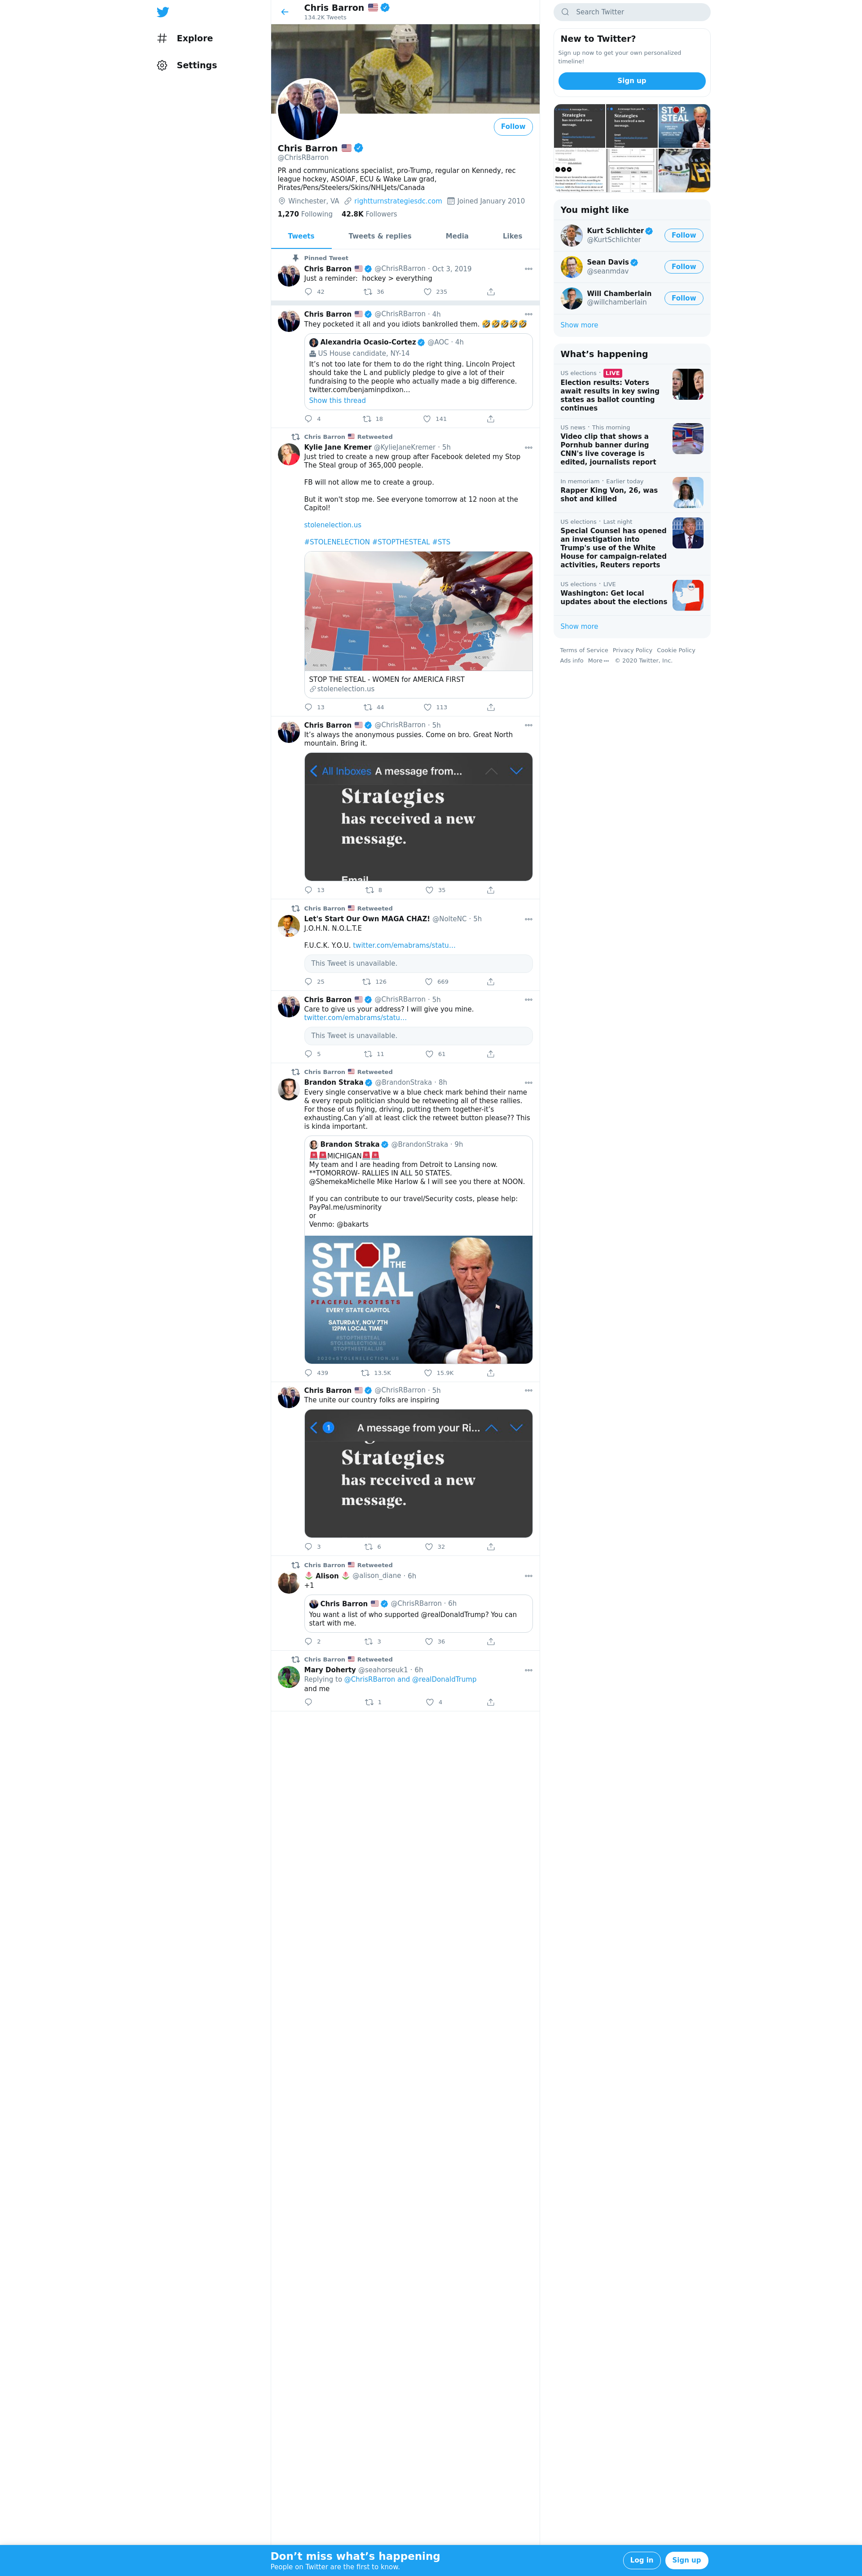 Explore
Settings
Chris Barron 🇺🇸
134.2K Tweets
Follow
Chris Barron 🇺🇸
@ChrisRBarron
PR and communications specialist, pro-Trump, regular on Kennedy, rec
league hockey, ASOIAF, ECU & Wake Law grad,
Pirates/Pens/Steelers/Skins/NHLJets/Canada
Winchester, VA rightturnstrategiesdc.com Joined January 2010
1,270 Following 42.8K Followers
Tweets Tweets & replies Media Likes
Pinned Tweet
Chris Barron 🇺🇸 @ChrisRBarron · Oct 3, 2019
Just a reminder: hockey > everything
42 36 235
Chris Barron 🇺🇸 @ChrisRBarron · 4h
They pocketed it all and you idiots bankrolled them. 🤣🤣🤣🤣🤣
Alexandria Ocasio-Cortez @AOC · 4h
US House candidate, NY-14
It's not too late for them to do the right thing. Lincoln Project
should take the L and publicly pledge to give a lot of their
fundraising to the people who actually made a big difference.
twitter.com/benjamindixon…
Show this thread
4 18 141
Chris Barron 🇺🇸 Retweeted
Kylie Jane Kremer @KylieJaneKremer · 5h
Just tried to create a new group after Facebook deleted my Stop
The Steal group of 365,000 people.
FB will not allow me to create a group.
But it won't stop me. See everyone tomorrow at 12 noon at the
Capitol!
stolenelection.us
#STOLENELECTION #STOPTHESTEAL #STS
STOP THE STEAL - WOMEN for AMERICA FIRST
stolenelection.us
13 44 113
Chris Barron 🇺🇸 @ChrisRBarron · 5h
It's always the anonymous pussies. Come on bro. Great North
mountain. Bring it.
All Inboxes A message from...
Strategies
has received a new
message.
Email
13 8 35
Chris Barron 🇺🇸 Retweeted
Let's Start Our Own MAGA CHAZ! @NolteNC · 5h
J.O.H.N. N.O.L.T.E
F.U.C.K. Y.O.U. twitter.com/emabrams/statu…
This Tweet is unavailable.
25 126 669
Chris Barron 🇺🇸 @ChrisRBarron · 5h
Care to give us your address? I will give you mine.
twitter.com/emabrams/statu…
This Tweet is unavailable.
5 11 61
Chris Barron 🇺🇸 Retweeted
Brandon Straka @BrandonStraka · 8h
Every single conservative w a blue check mark behind their name
& every repub politician should be retweeting all of these rallies.
For those of us flying, driving, putting them together-it's
exhausting.Can y'all at least click the retweet button please?? This
is kinda important.
Brandon Straka @BrandonStraka · 9h
🚨🚨MICHIGAN🚨🚨
My team and I are heading from Detroit to Lansing now.
**TOMORROW- RALLIES IN ALL 50 STATES.
@ShemekaMichelle Mike Harlow & I will see you there at NOON.
If you can contribute to our travel/Security costs, please help:
PayPal.me/usminority
or
Venmo: @bakarts
STOP THE
STEAL
PEACEFUL PROTESTS
EVERY STATE CAPITOL
SATURDAY, NOV 7TH
12PM LOCAL TIME
#STOPTHESTEAL
STOLENELECTION.US
STOPTHESTEAL.US
439 13.5K 15.9K
Chris Barron 🇺🇸 @ChrisRBarron · 5h
The unite our country folks are inspiring
1 A message from your Ri...
Strategies
has received a new
message.
3 6 32
Chris Barron 🇺🇸 Retweeted
🌷 Alison 🌷 @alison_diane · 6h
+1
Chris Barron 🇺🇸 @ChrisRBarron · 6h
You want a list of who supported @realDonaldTrump? You can
start with me.
2 3 36
Chris Barron 🇺🇸 Retweeted
Mary Doherty @seahorseuk1 · 6h
Replying to @ChrisRBarron and @realDonaldTrump
and me
1 4
Search Twitter
New to Twitter?
Sign up now to get your own personalized
timeline!
Sign up
Strategies
has received a new
message.
Strategies
has received a new
message.
STOP THE
STEAL
You might like
Kurt Schlichter
@KurtSchlichter
Follow
Sean Davis
@seanmdav
Follow
Will Chamberlain
@willchamberlain
Follow
Show more
What's happening
US elections · LIVE
Election results: Voters
await results in key swing
states as ballot counting
continues
US news · This morning
Video clip that shows a
Pornhub banner during
CNN's live coverage is
edited, journalists report
In memoriam · Earlier today
Rapper King Von, 26, was
shot and killed
US elections · Last night
Special Counsel has opened
an investigation into
Trump's use of the White
House for campaign-related
activities, Reuters reports
US elections · LIVE
Washington: Get local
updates about the elections
Show more
Terms of Service Privacy Policy Cookie Policy
Ads info More © 2020 Twitter, Inc.
Don't miss what's happening
People on Twitter are the first to know.
Log in
Sign up